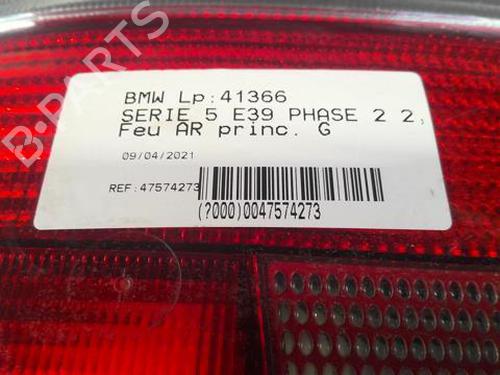 B-PARTS
BMW Lp:41366
SERIE 5 E39 PHASE 2 2,
Feu AR princ. G
09/04/2021
REF:47574273
(?000)0047574273